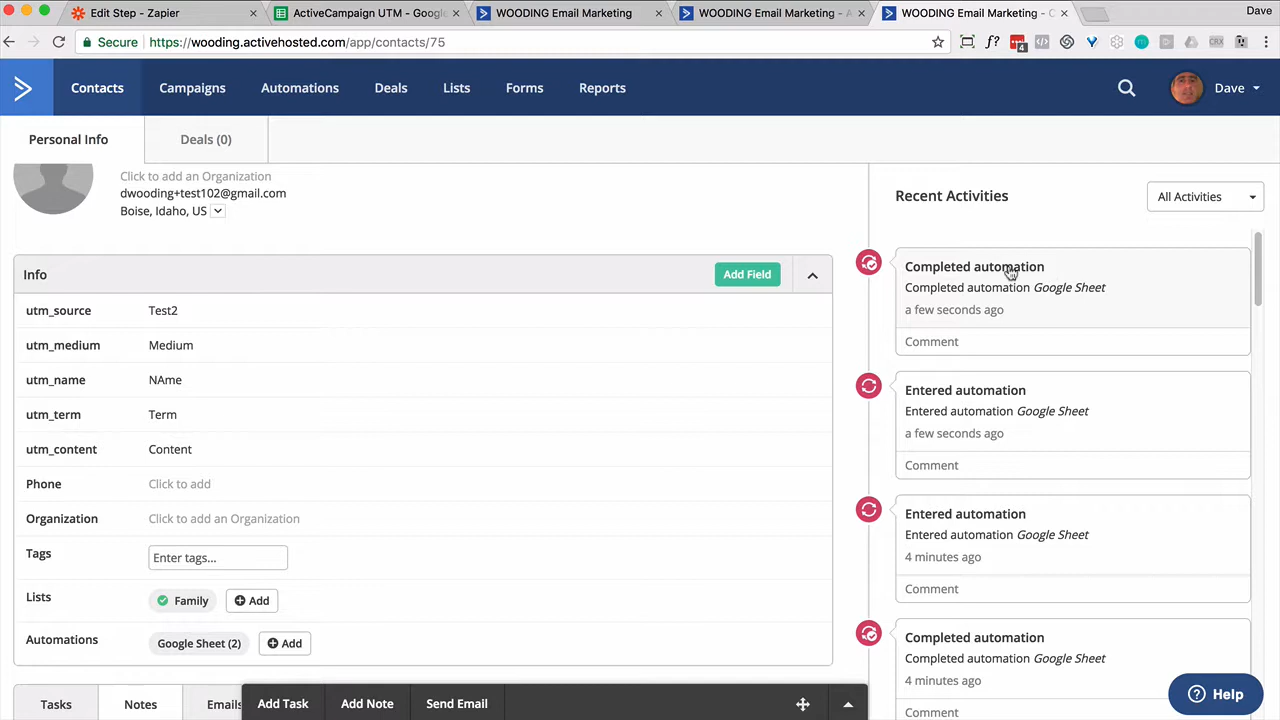 Edit Step - Zapier
ActiveCampaign UTM - Googl
WOODING Email Marketing
WOODING Email Marketing - A
WOODING Email Marketing - C
Dave
Secure
https://wooding.activehosted.com/app/contacts/75
f?
4
CRX
Contacts
Campaigns
Automations
Deals
Lists
Forms
Reports
Dave
Personal Info
Deals (0)
Click to add an Organization
dwooding+test102@gmail.com
Boise, Idaho, US
Info
Add Field
utm_source Test2
utm_medium Medium
utm_name NAme
utm_term Term
utm_content Content
Phone Click to add
Organization Click to add an Organization
Tags Enter tags...
Lists Family Add
Automations Google Sheet (2) Add
Tasks
Notes
Emails
Add Task
Add Note
Send Email
Recent Activities
All Activities
Completed automation
Completed automation Google Sheet
a few seconds ago
Comment
Entered automation
Entered automation Google Sheet
a few seconds ago
Comment
Entered automation
Entered automation Google Sheet
4 minutes ago
Comment
Completed automation
Completed automation Google Sheet
4 minutes ago
Comment
Help